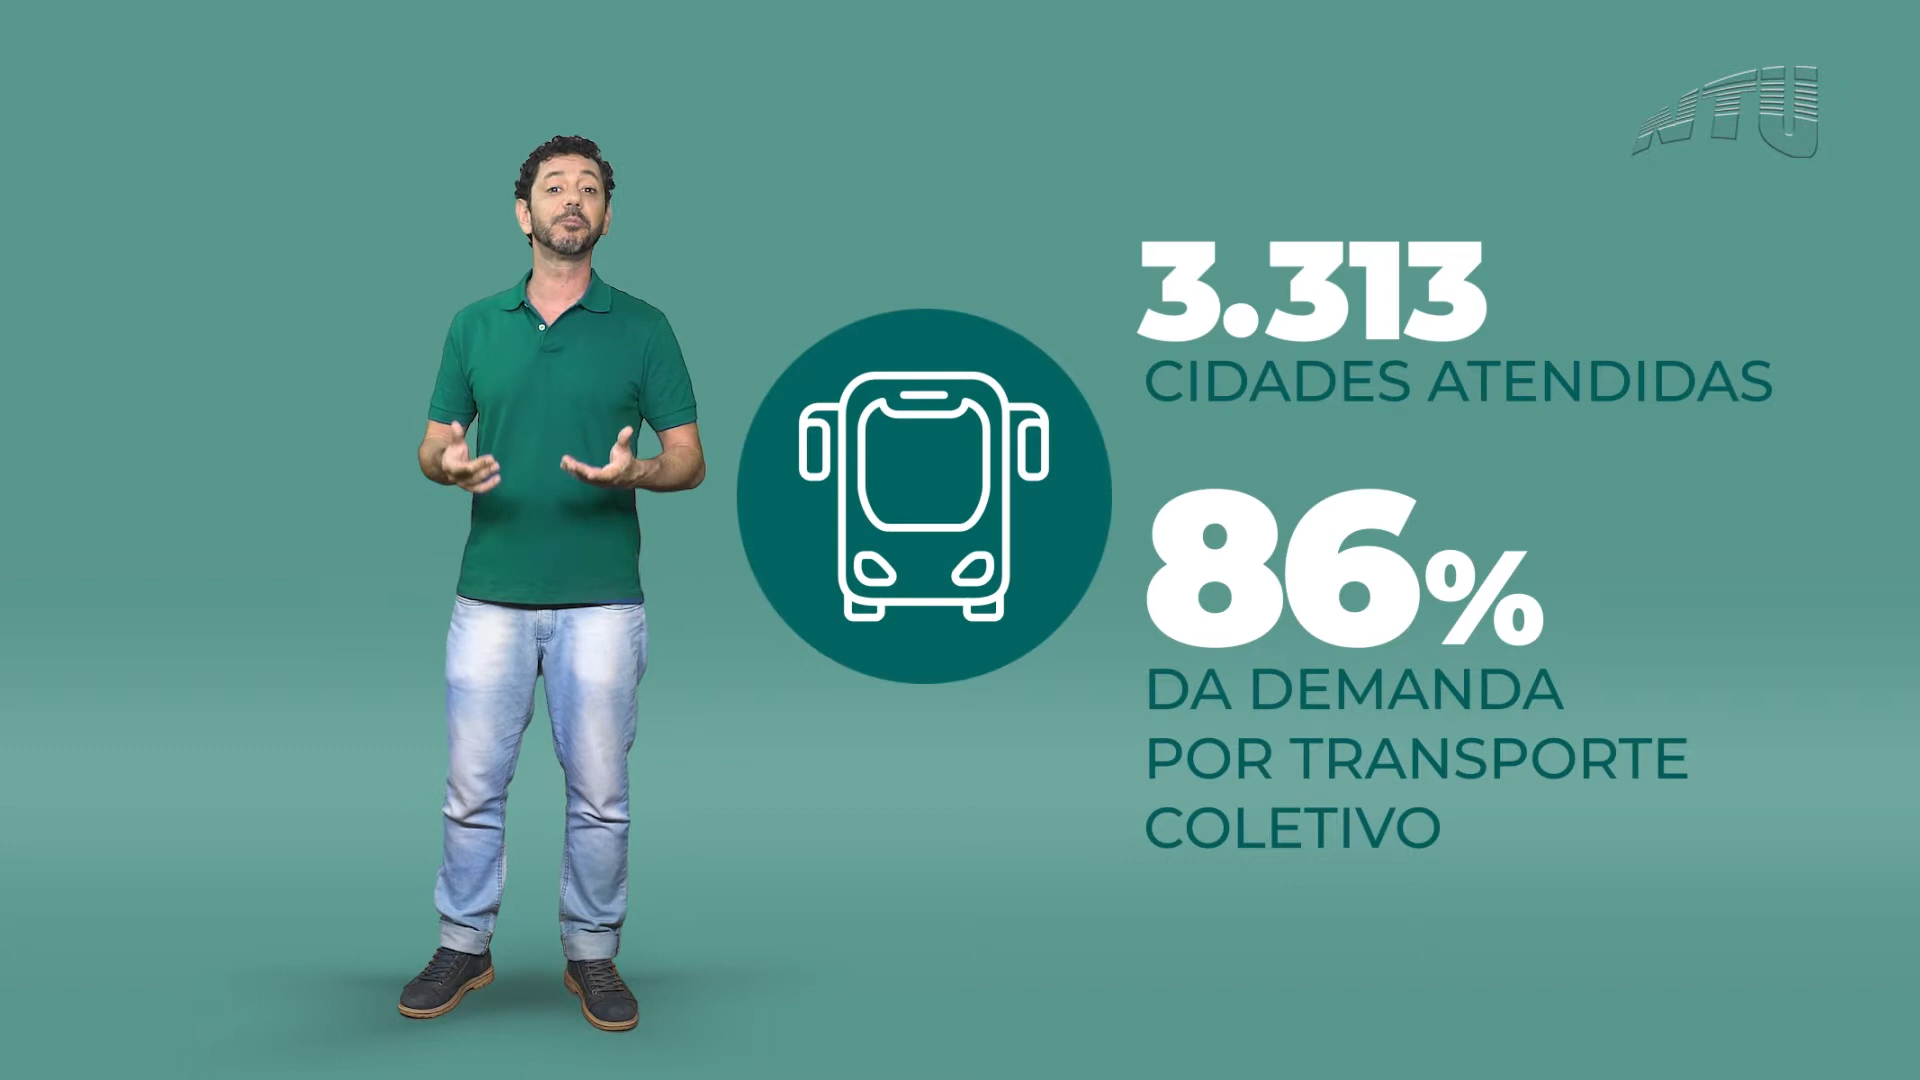 NTU
3.313
CIDADES ATENDIDAS
86%
DA DEMANDA
POR TRANSPORTE
COLETIVO